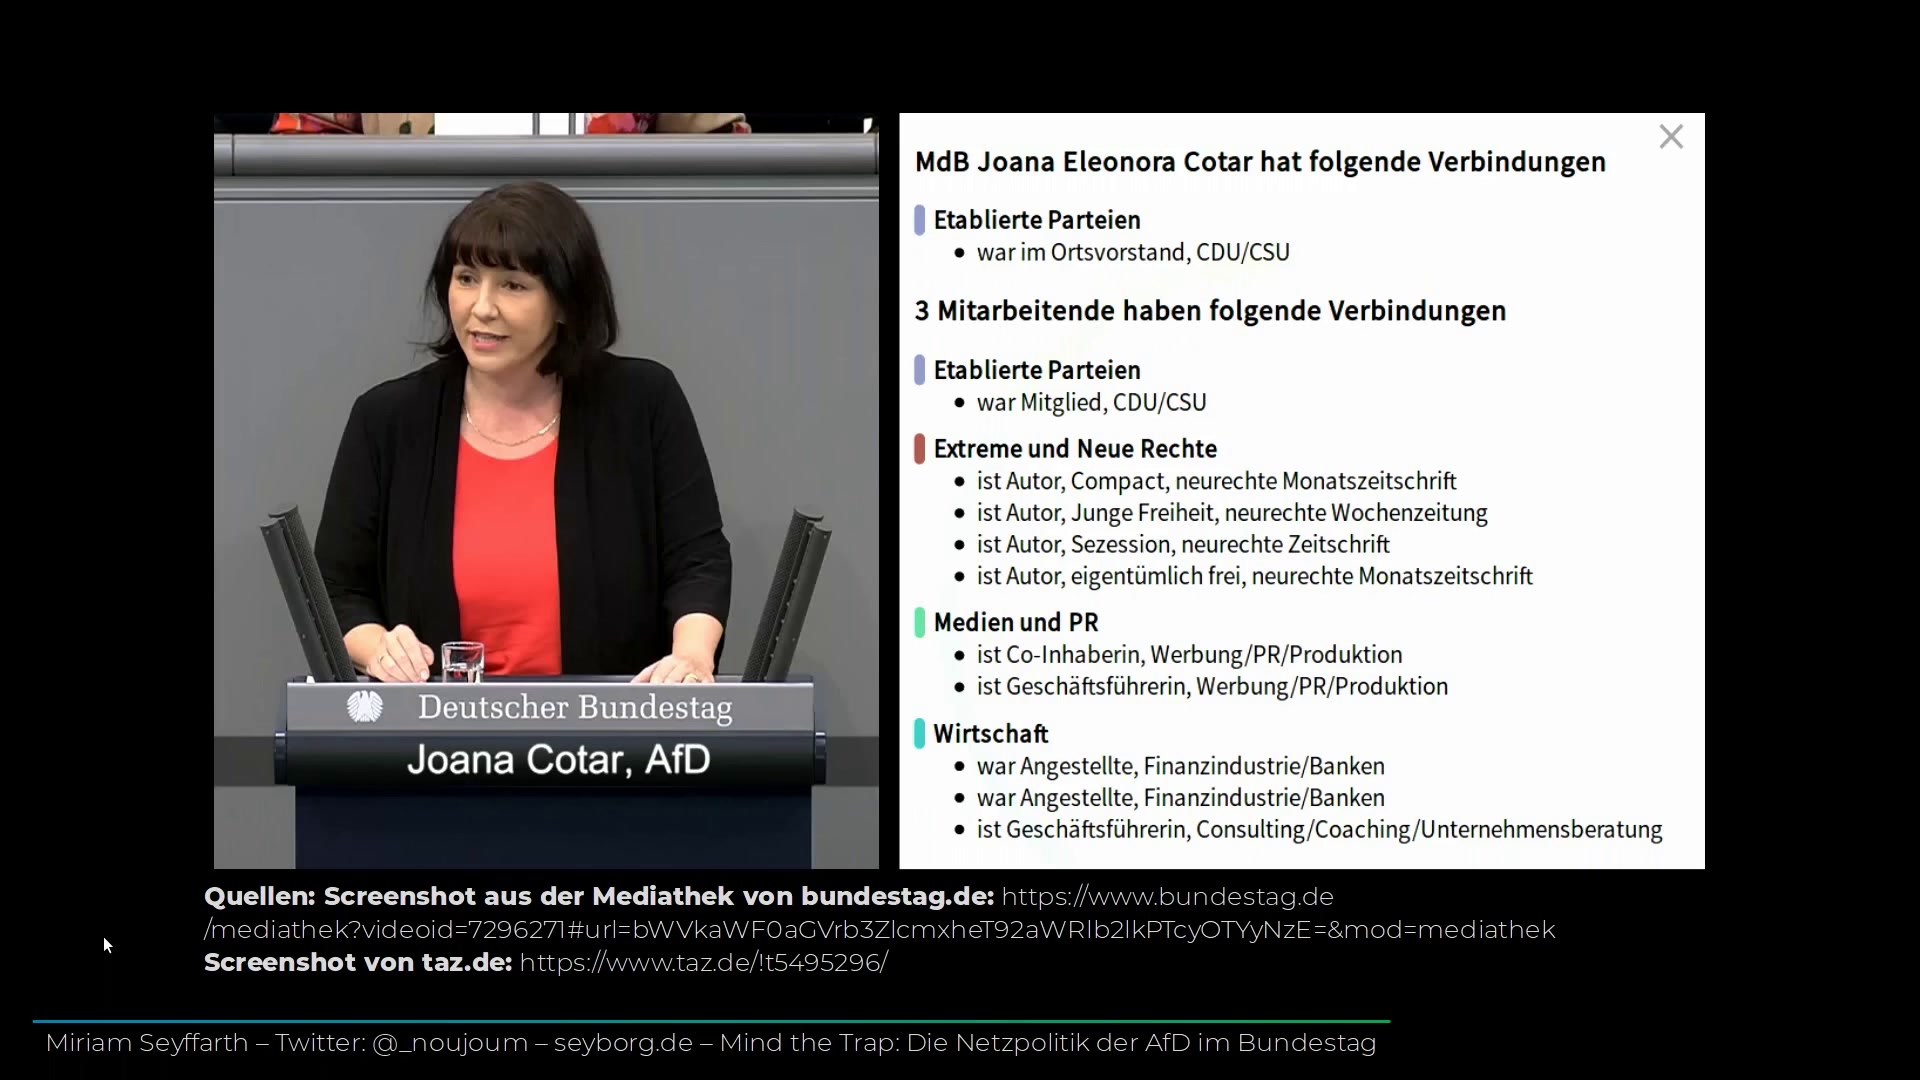 Deutscher Bundestag
Joana Cotar, AfD
MdB Joana Eleonora Cotar hat folgende Verbindungen
Etablierte Parteien
• war im Ortsvorstand, CDU/CSU
3 Mitarbeitende haben folgende Verbindungen
Etablierte Parteien
• war Mitglied, CDU/CSU
Extreme und Neue Rechte
• ist Autor, Compact, neurechte Monatszeitschrift
• ist Autor, Junge Freiheit, neurechte Wochenzeitung
• ist Autor, Sezession, neurechte Zeitschrift
• ist Autor, eigentümlich frei, neurechte Monatszeitschrift
Medien und PR
• ist Co-Inhaberin, Werbung/PR/Produktion
• ist Geschäftsführerin, Werbung/PR/Produktion
Wirtschaft
• war Angestellte, Finanzindustrie/Banken
• war Angestellte, Finanzindustrie/Banken
• ist Geschäftsführerin, Consulting/Coaching/Unternehmensberatung
Quellen: Screenshot aus der Mediathek von bundestag.de: https://www.bundestag.de
/mediathek?videoid=7296271#url=bWVkaWF0aGVrb3ZlcmxheT92aWRlb2lkPTcyOTYyNzE=&mod=mediathek
Screenshot von taz.de: https://www.taz.de/!t5495296/
Miriam Seyffarth – Twitter: @_noujoum – seyborg.de – Mind the Trap: Die Netzpolitik der AfD im Bundestag